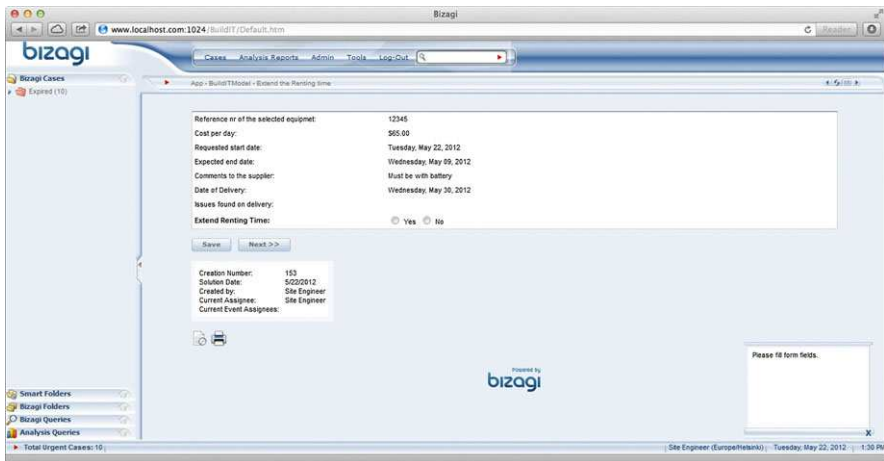 Bizagi
www.localhost.com:1024/BuildIT/Default.htm
Reader
bizagi
Cases Analysis Reports Admin Tools Log-Out
Bizagi Cases
App - BuildITModel - Extend the Renting time
Expired (10)
Reference nr of the selected equipmet: 12345
Cost per day: $65.00
Requested start date: Tuesday, May 22, 2012
Expected end date: Wednesday, May 09, 2012
Comments to the supplier: Must be with battery
Date of Delivery: Wednesday, May 30, 2012
Issues found on delivery:
Extend Renting Time: Yes No
Save Next >>
Creation Number: 153
Solution Date: 5/22/2012
Created by: Site Engineer
Current Assignee: Site Engineer
Current Event Assignees:
Please fill form fields.
Powered by
bizagi
Smart Folders
Bizagi Folders
Bizagi Queries
Analysis Queries
X
Total Urgent Cases: 10
Site Engineer (Europe/Helsinki) Tuesday, May 22, 2012 1:30 PM